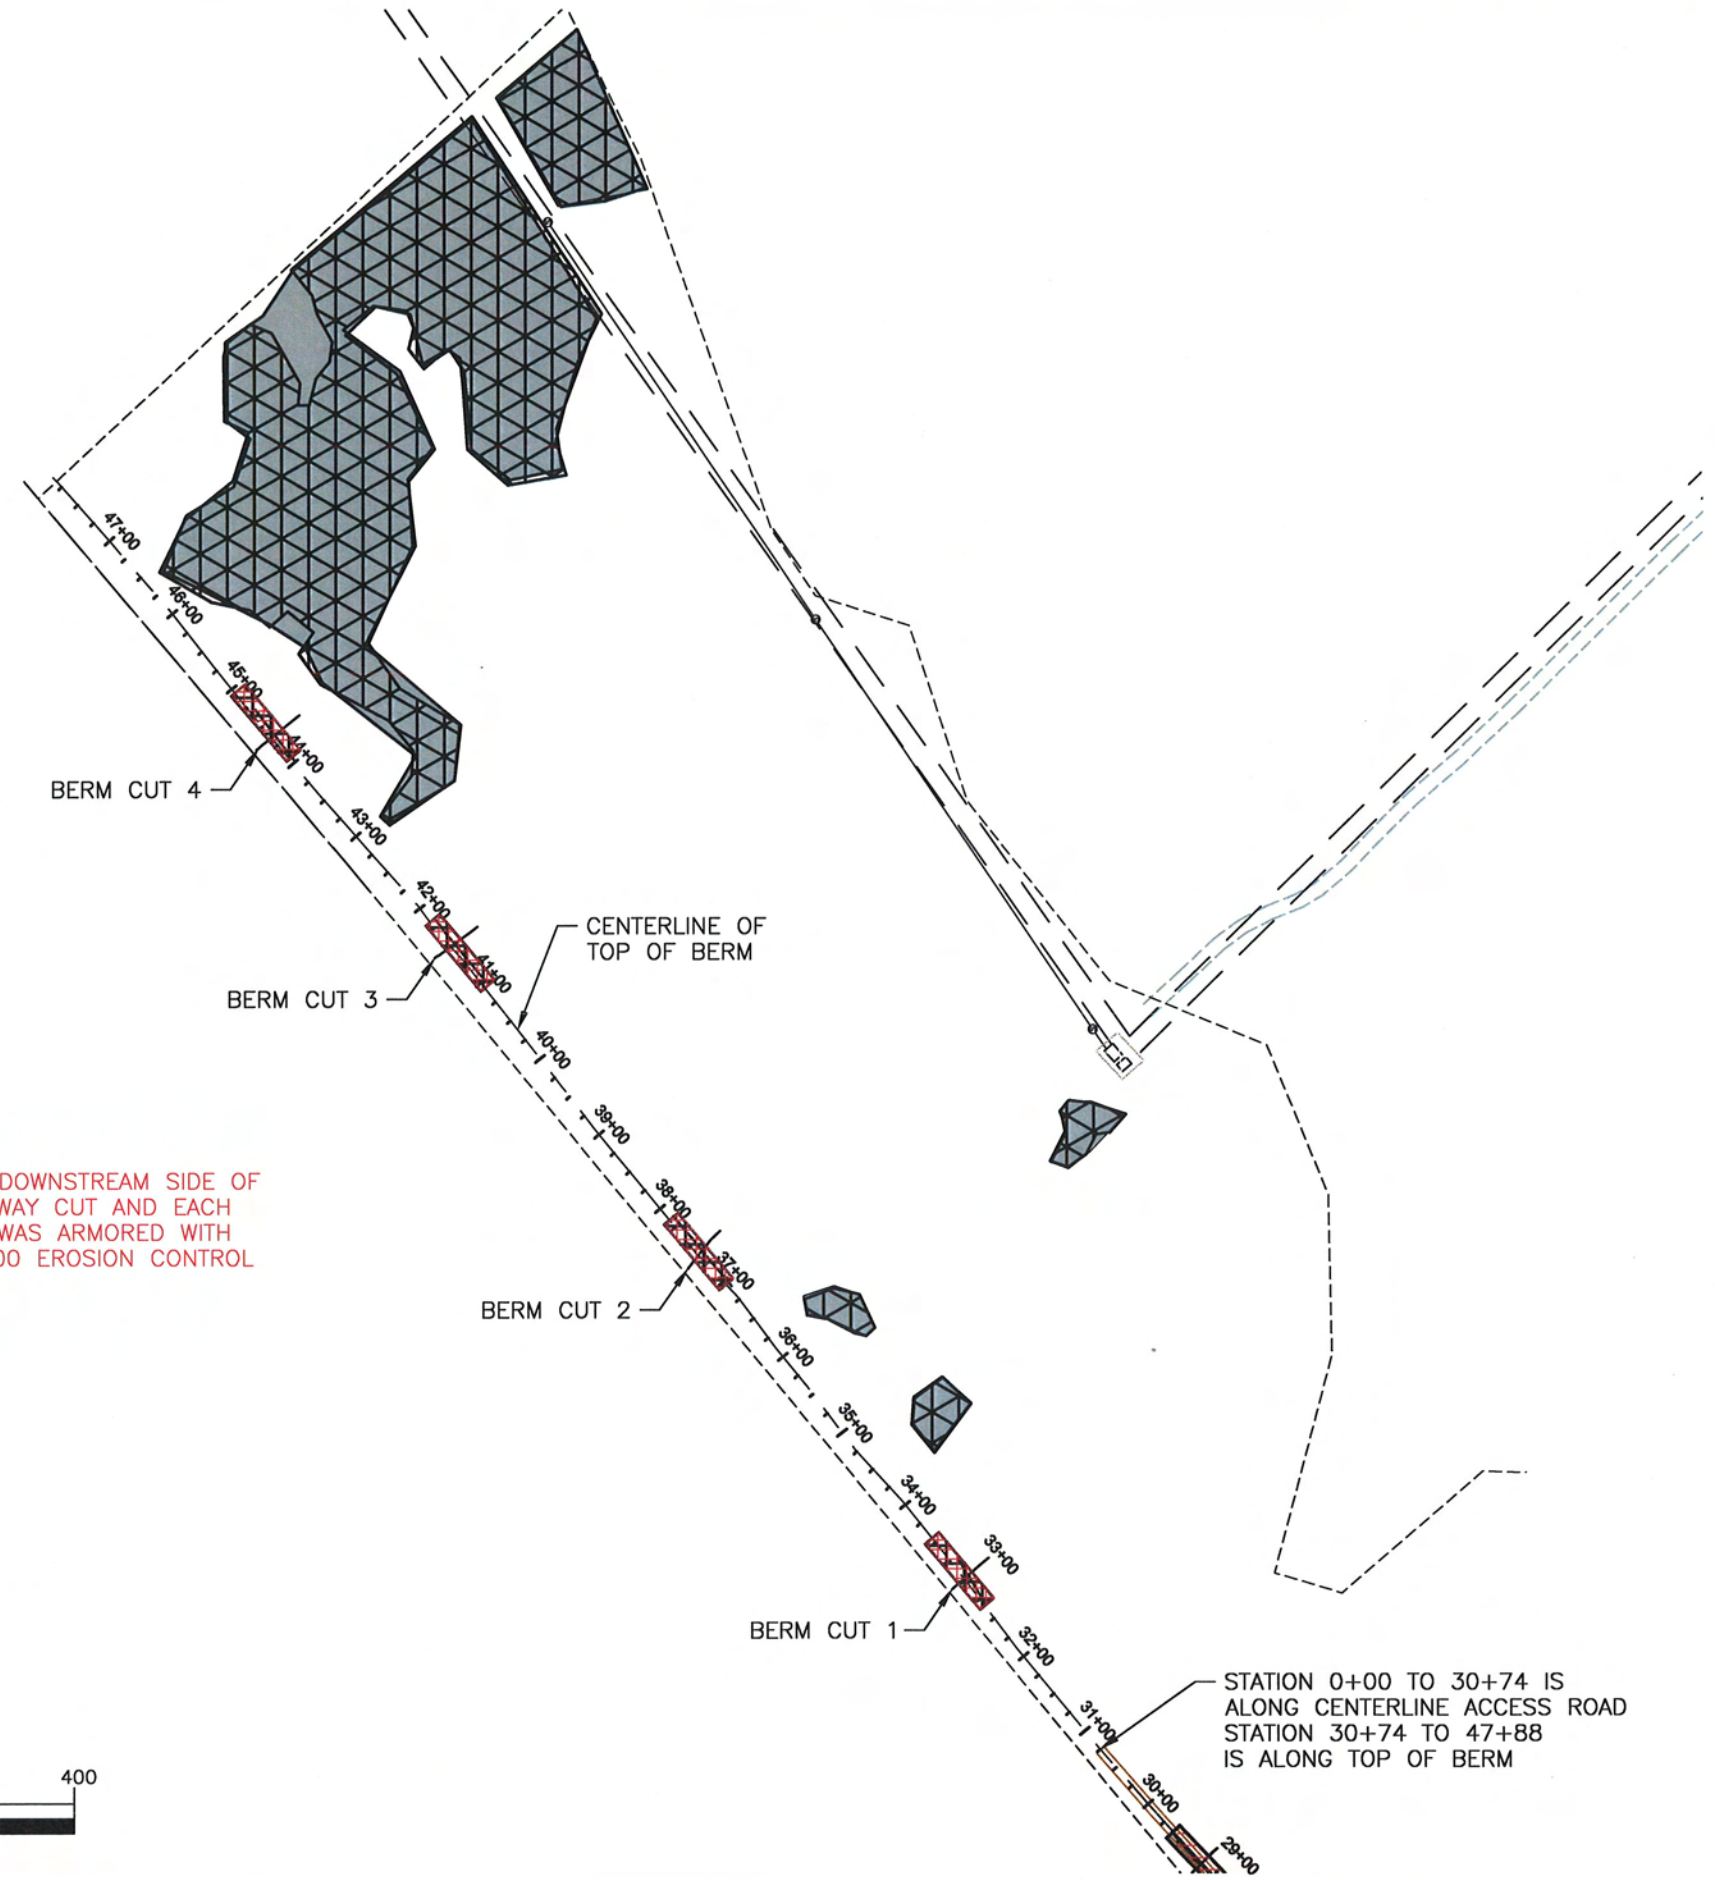 47+00
46+00
45+00
44+00
BERM CUT 4
43+00
42+00
CENTERLINE OF
TOP OF BERM
41+00
BERM CUT 3
40+00
39+00
DOWNSTREAM SIDE OF
WAY CUT AND EACH
WAS ARMORED WITH
00 EROSION CONTROL
38+00
37+00
BERM CUT 2
36+00
35+00
34+00
33+00
BERM CUT 1
32+00
STATION 0+00 TO 30+74 IS
ALONG CENTERLINE ACCESS ROAD
STATION 30+74 TO 47+88
IS ALONG TOP OF BERM
31+00
400
30+00
29+00